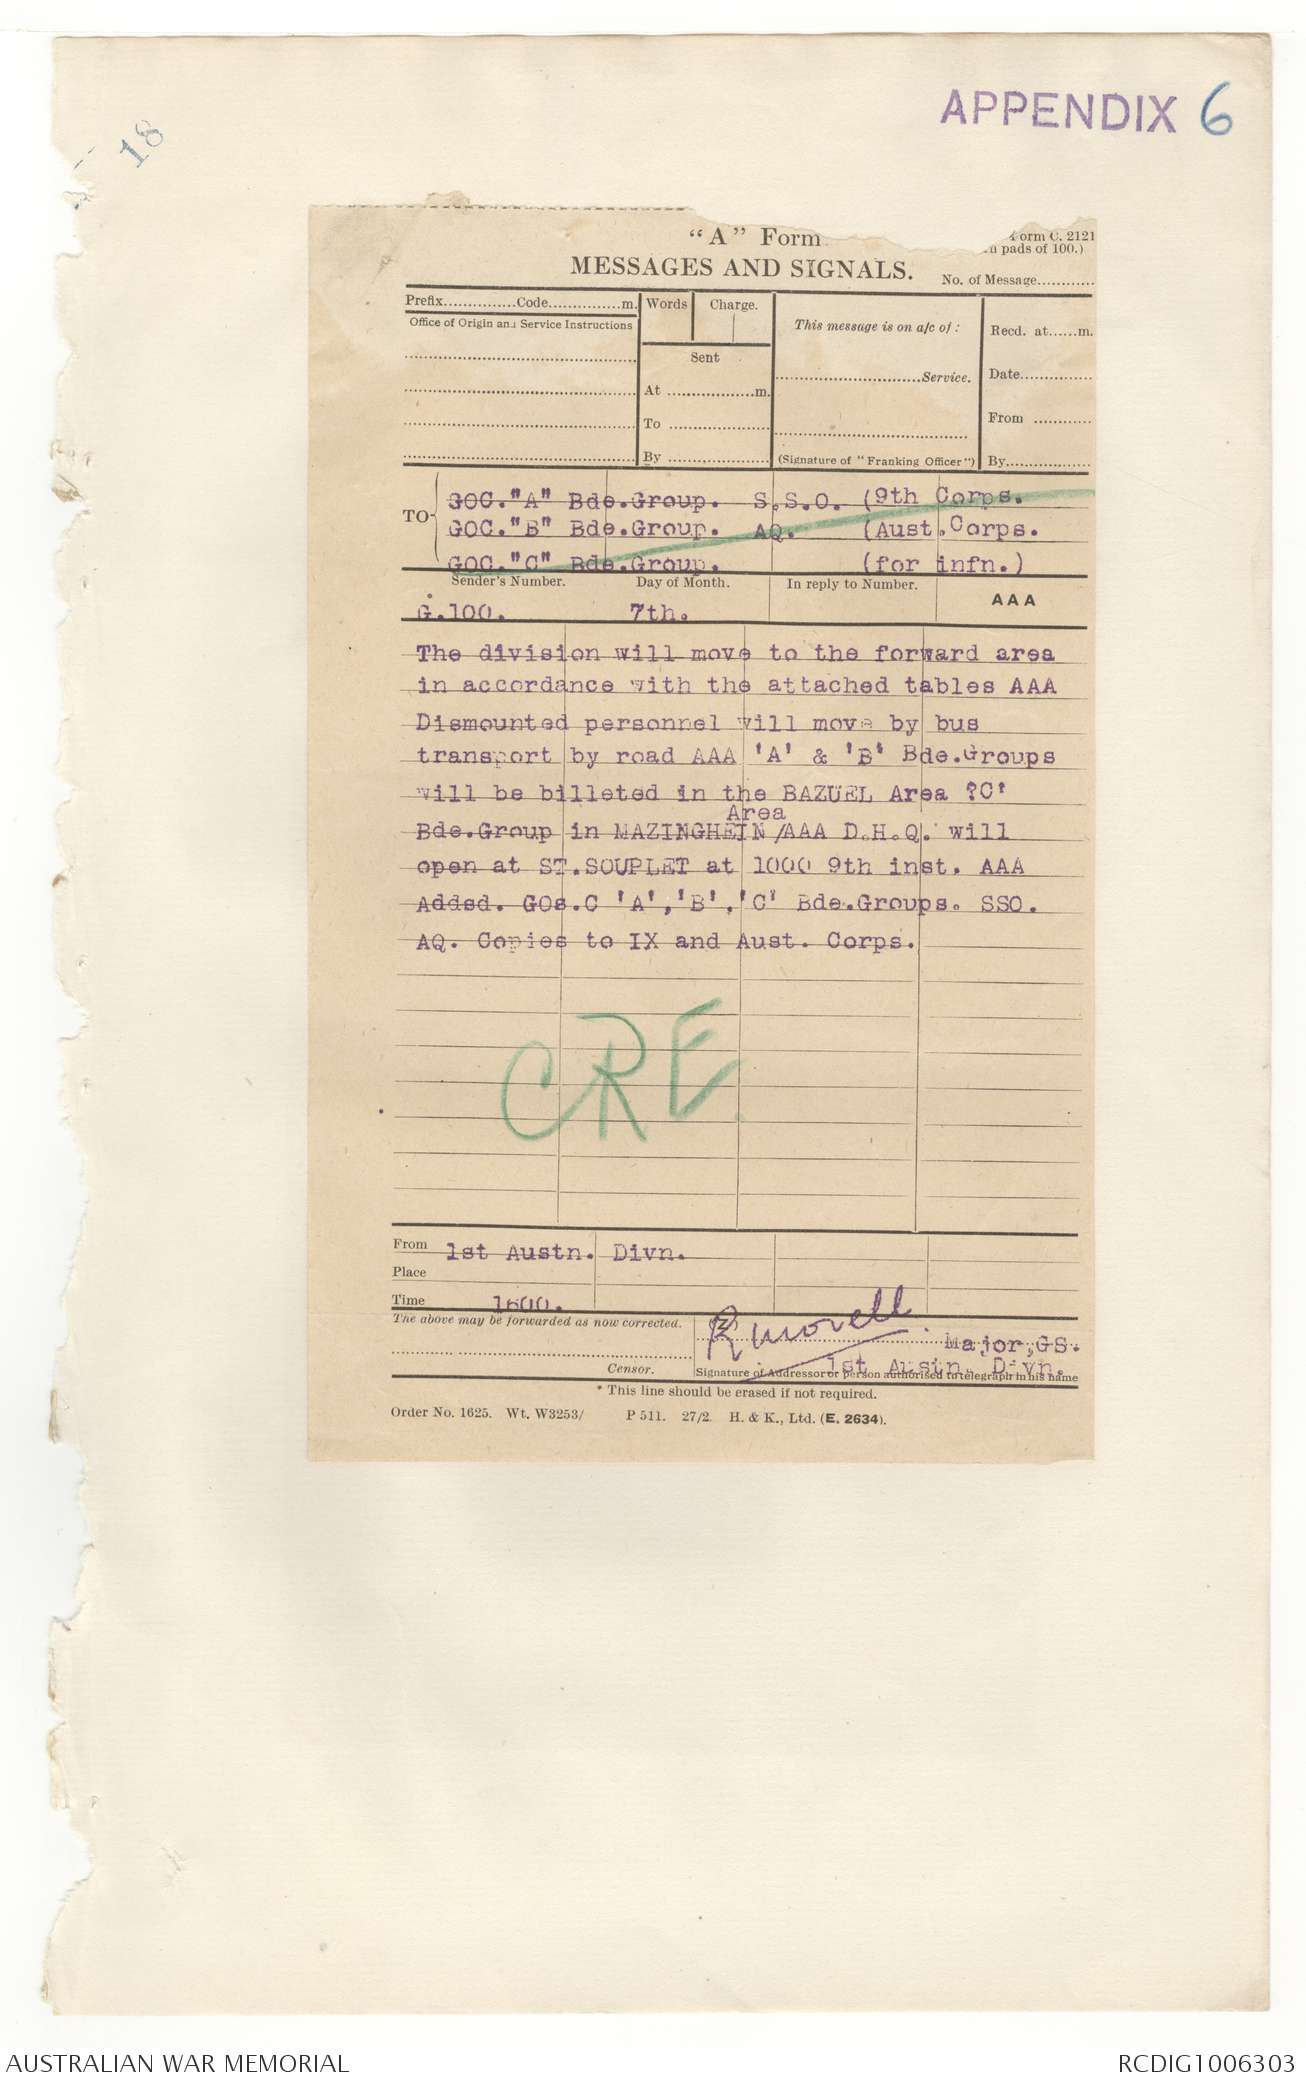 APPENDIX 6
18
"A" Form
Form C. 2121
pads of 100.)
MESSAGES AND SIGNALS.
No. of Message............
Prefix..............Code..............m.
Words
Charge.
This message is on a/c of :
Recd. at......m.
Office of Origin and Service Instructions
Sent
Date..............
..............................Service.
At ..................m.
From ............
To .....................
By .....................
(Signature of "Franking Officer")
By..................
TO
GOC."A" Bde.Group. S.S.O. (9th Corps.
GOC."B" Bde.Group. AQ. (Aust.Corps.
GOC."C" Bde.Group. (for infn.)
Sender's Number.
Day of Month.
In reply to Number.
AAA
G.100.
7th.
The division will move to the forward area
in accordance with the attached tables AAA
Dismounted personnel will move by bus
transport by road AAA 'A' & 'B' Bde.Groups
will be billeted in the BAZUEL Area ?C'
Area
Bde.Group in MAZINGHEIN /AAA D.H.Q. will
open at ST.SOUPLET at 1000 9th inst. AAA
Added. GOs.C 'A','B','C' Bde.Groups. SSO.
AQ. Copies to IX and Aust. Corps.
CRE
From 1st Austn. Divn.
Place
Time 1600.
The above may be forwarded as now corrected.
(Z)
Major,GS.
1st Austn. Divn.
Censor.
Signature of Addressor or person authorised to telegraph in his name
* This line should be erased if not required.
Order No. 1625. Wt. W3253/ P 511. 27/2. H. & K., Ltd. (E. 2634).
AUSTRALIAN WAR MEMORIAL
RCDIG1006303